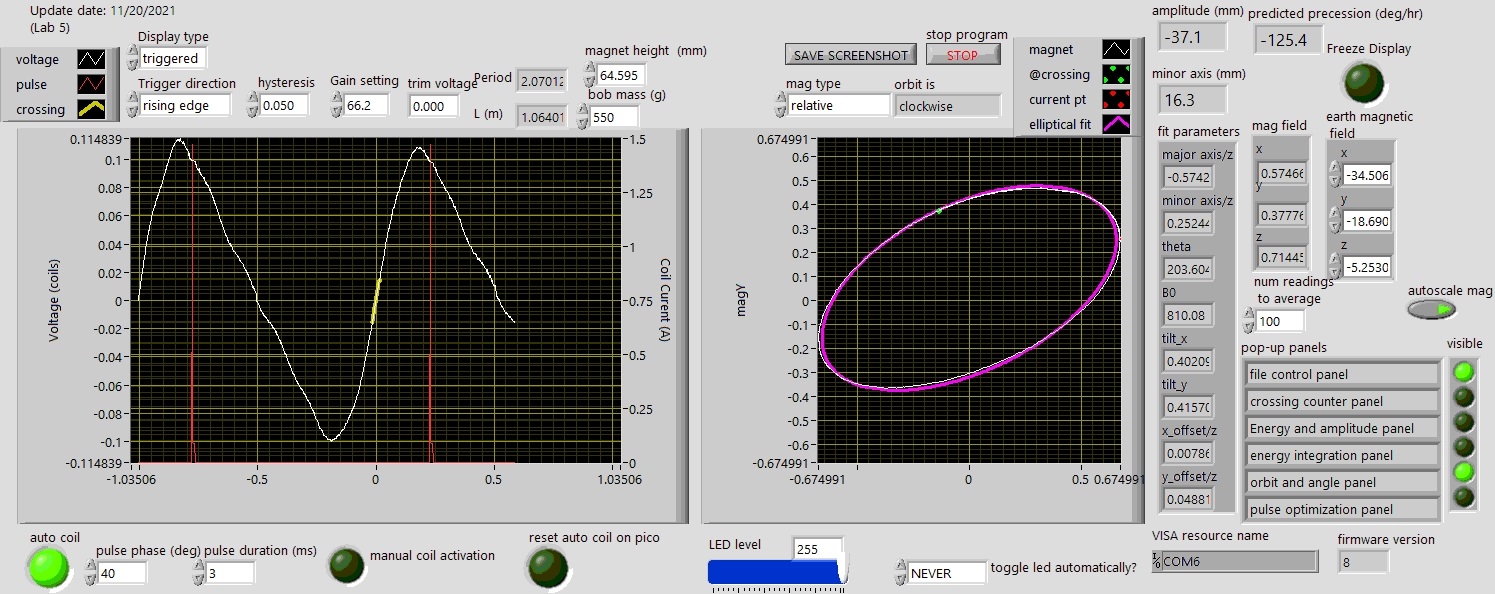 Update date: 11/20/2021
(Lab 5)
voltage
pulse
crossing
Display type
triggered
Trigger direction
rising edge
hysteresis
0.050
Gain setting
66.2
trim voltage
0.000
Period
2.07012
L (m)
1.06401
magnet height (mm)
64.595
bob mass (g)
550
0.114839
0.1
0.08
0.06
0.04
0.02
0
-0.02
-0.04
-0.06
-0.08
-0.1
-0.114839
Voltage (coils)
1.5
1.25
1
0.75
0.5
0.25
0
Coil Current (A)
-1.03506
-0.5
0
0.5
1.03506
SAVE SCREENSHOT
stop program
STOP
mag type
relative
orbit is
clockwise
magnet
@crossing
current pt
elliptical fit
0.674991
0.6
0.5
0.4
0.3
0.2
0.1
0
-0.1
-0.2
-0.3
-0.4
-0.5
-0.6
-0.674991
magy
-0.674991
0
0.5
0.674991
amplitude (mm)
-37.1
predicted precession (deg/hr)
-125.4
minor axis (mm)
16.3
Freeze Display
fit parameters
major axis/z
-0.5742
minor axis/z
0.25244
theta
203.604
B0
810.08
tilt_x
0.40209
tilt_y
0.41570
x_offset/z
0.00786
y_offset/z
0.04881
mag field
x
0.57466
y
0.37776
z
0.71445
earth magnetic
field
x
-34.506
y
-18.690
z
-5.2530
num readings
to average
100
autoscale mag
pop-up panels
visible
file control panel
crossing counter panel
Energy and amplitude panel
energy integration panel
orbit and angle panel
pulse optimization panel
auto coil
pulse phase (deg)
40
pulse duration (ms)
3
manual coil activation
reset auto coil on pico
LED level
255
NEVER
toggle led automatically?
VISA resource name
COM6
firmware version
8